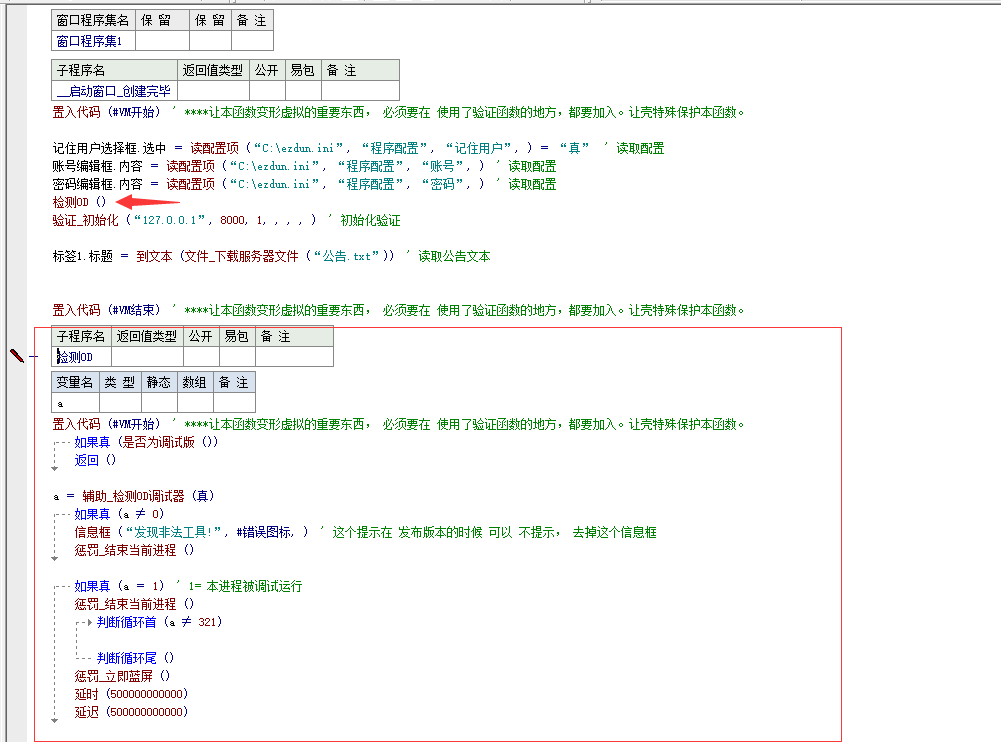 窗口程序集名 保 留 保 留 备 注
窗口程序集1
子程序名 返回值类型 公开 易包 备 注
__启动窗口_创建完毕
置入代码 (#VM开始) ' ****让本函数变形虚拟的重要东西， 必须要在 使用了验证函数的地方，都要加入。让壳特殊保护本函数。
记住用户选择框.选中 = 读配置项 (“C:\ezdun.ini”, “程序配置”, “记住用户”, ) = “真” ' 读取配置
账号编辑框.内容 = 读配置项 (“C:\ezdun.ini”, “程序配置”, “账号”, ) ' 读取配置
密码编辑框.内容 = 读配置项 (“C:\ezdun.ini”, “程序配置”, “密码”, ) ' 读取配置
检测OD ()
验证_初始化 (“127.0.0.1”, 8000, 1, , , , ) ' 初始化验证
标签1.标题 = 到文本 (文件_下载服务器文件 (“公告.txt”)) ' 读取公告文本
置入代码 (#VM结束) ' ****让本函数变形虚拟的重要东西， 必须要在 使用了验证函数的地方，都要加入。让壳特殊保护本函数。
子程序名 返回值类型 公开 易包 备 注
检测OD
变量名 类 型 静态 数组 备 注
a
置入代码 (#VM开始) ' ****让本函数变形虚拟的重要东西， 必须要在 使用了验证函数的地方，都要加入。让壳特殊保护本函数。
如果真 (是否为调试版 ())
返回 ()
a = 辅助_检测OD调试器 (真)
如果真 (a ≠ 0)
信息框 (“发现非法工具!”, #错误图标, ) ' 这个提示在 发布版本的时候 可以 不提示， 去掉这个信息框
惩罚_结束当前进程 ()
如果真 (a = 1) ' 1= 本进程被调试运行
惩罚_结束当前进程 ()
判断循环首 (a ≠ 321)
判断循环尾 ()
惩罚_立即蓝屏 ()
延时 (500000000000)
延迟 (500000000000)